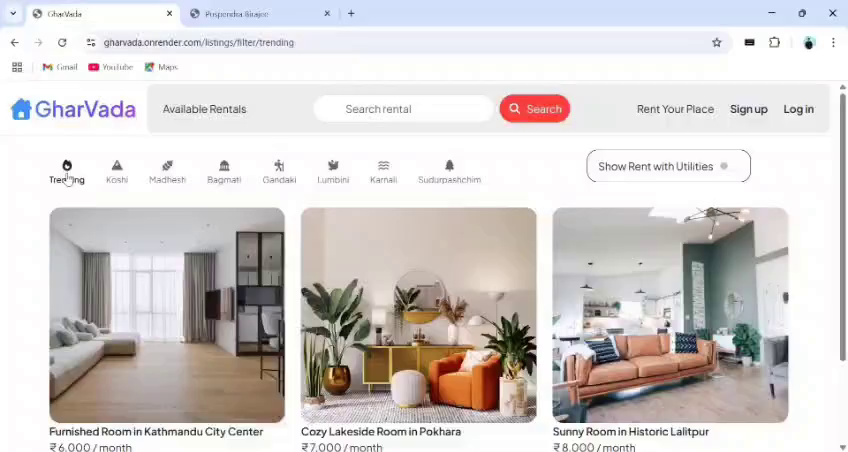 GharVada
Puspendra Birajee
gharvada.onrender.com/listings/filter/trending
Gmail YouTube Maps
GharVada Available Rentals Search rental Search Rent Your Place Sign up Log in
Trending Koshi Madhesh Bagmati Gandaki Lumbini Karnali Sudurpashchim
Show Rent with Utilities
Furnished Room in Kathmandu City Center
₹6,000 / month
Cozy Lakeside Room in Pokhara
₹7,000 / month
Sunny Room in Historic Lalitpur
₹8,000 / month